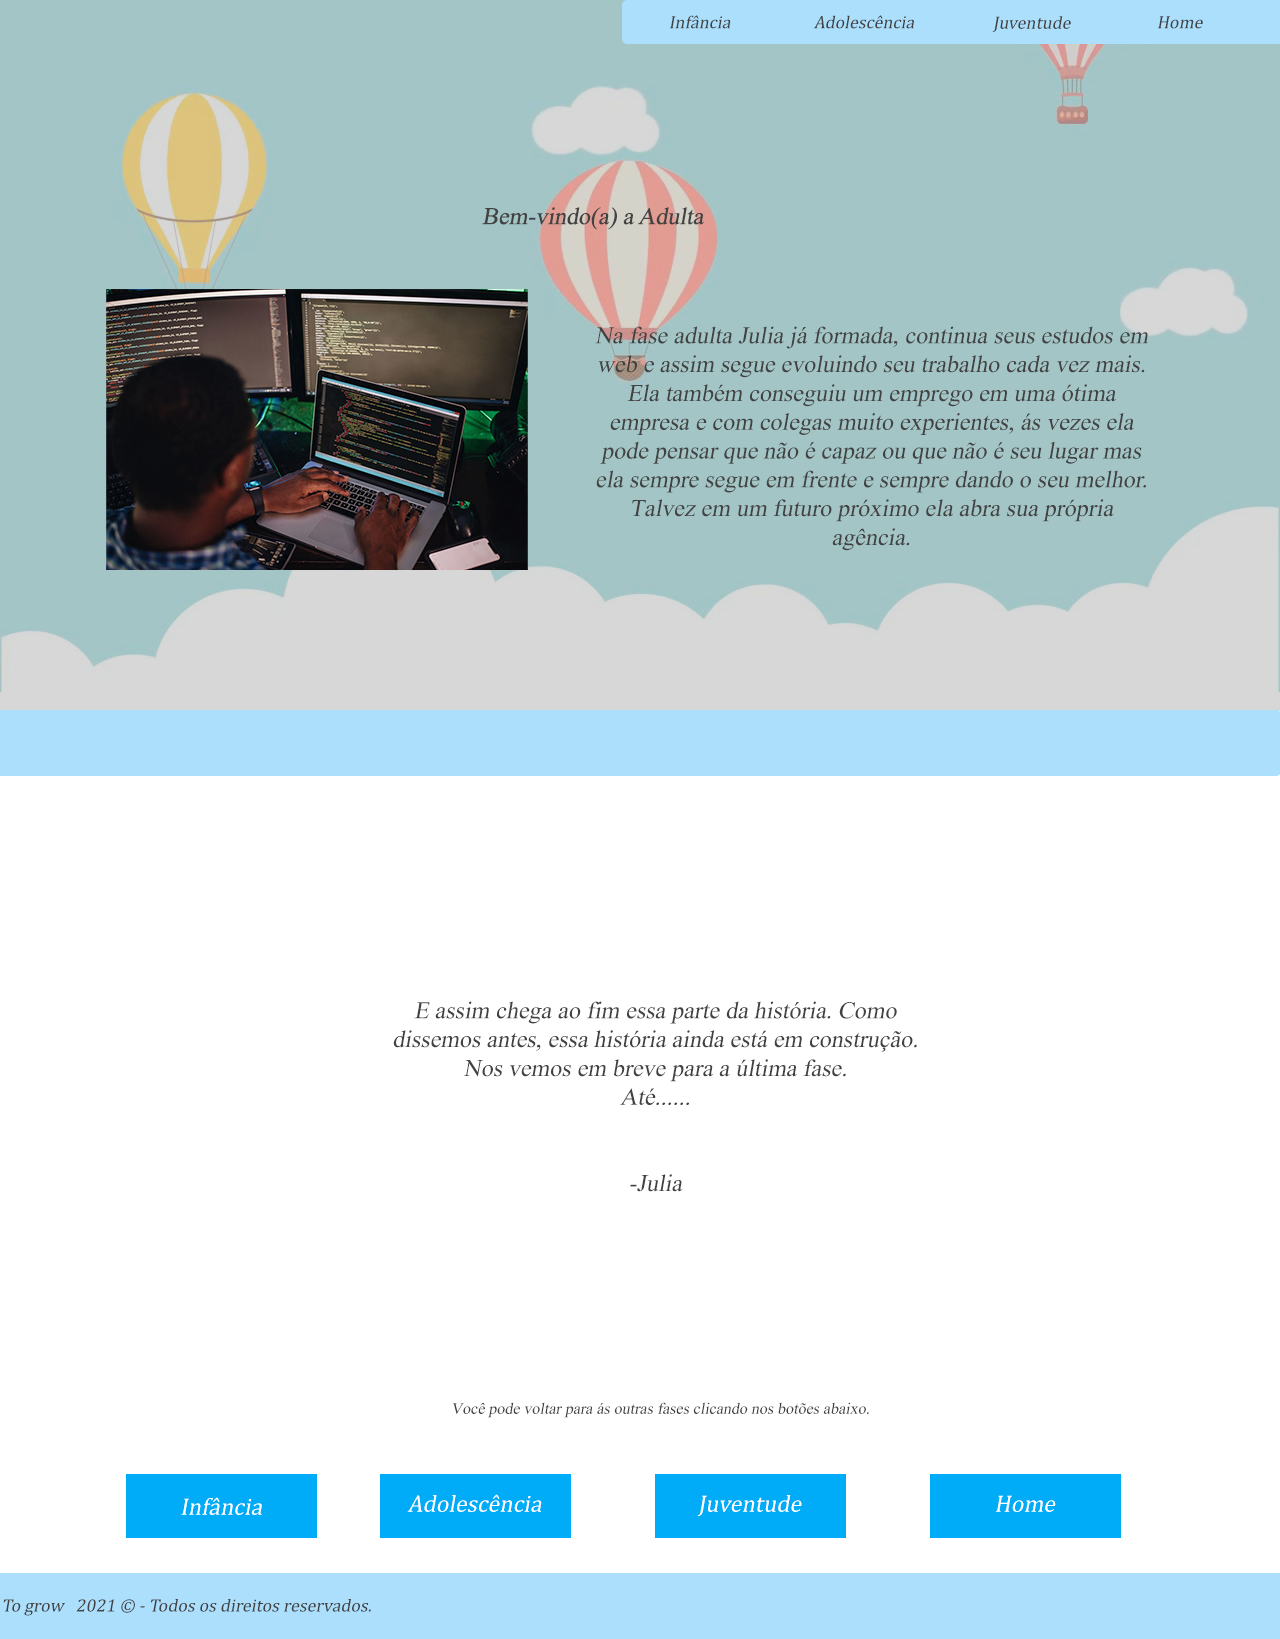 Infância Adolescência Juventude Home
Bem-vindo(a) a Adulta
Na fase adulta Julia já formada, continua seus estudos em
web e assim segue evoluindo seu trabalho cada vez mais.
Ela também conseguiu um emprego em uma ótima
empresa e com colegas muito experientes, ás vezes ela
pode pensar que não é capaz ou que não é seu lugar mas
ela sempre segue em frente e sempre dando o seu melhor.
Talvez em um futuro próximo ela abra sua própria
agência.
E assim chega ao fim essa parte da história. Como
dissemos antes, essa história ainda está em construção.
Nos vemos em breve para a última fase.
Até......
-Julia
Você pode voltar para ás outras fases clicando nos botões abaixo.
Infância Adolescência Juventude Home
To grow 2021 © - Todos os direitos reservados.